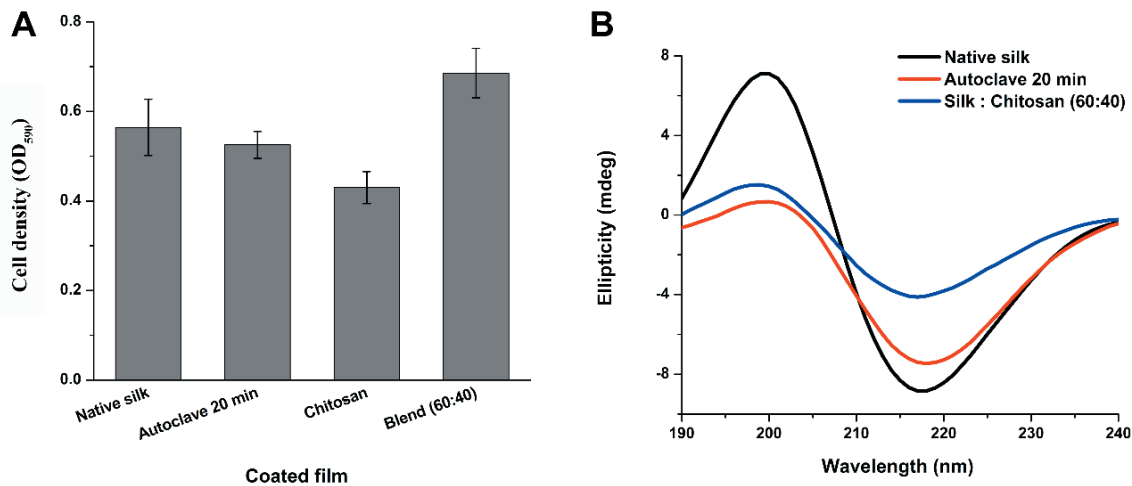 A
Cell density (OD590)
0.8
0.6
0.4
0.2
0.0
Native silk
Autoclave 20 min
Chitosan
Blend (60:40)
Coated film
B
Native silk
Autoclave 20 min
Silk : Chitosan (60:40)
Ellipticity (mdeg)
8
4
0
-4
-8
190 200 210 220 230 240
Wavelength (nm)